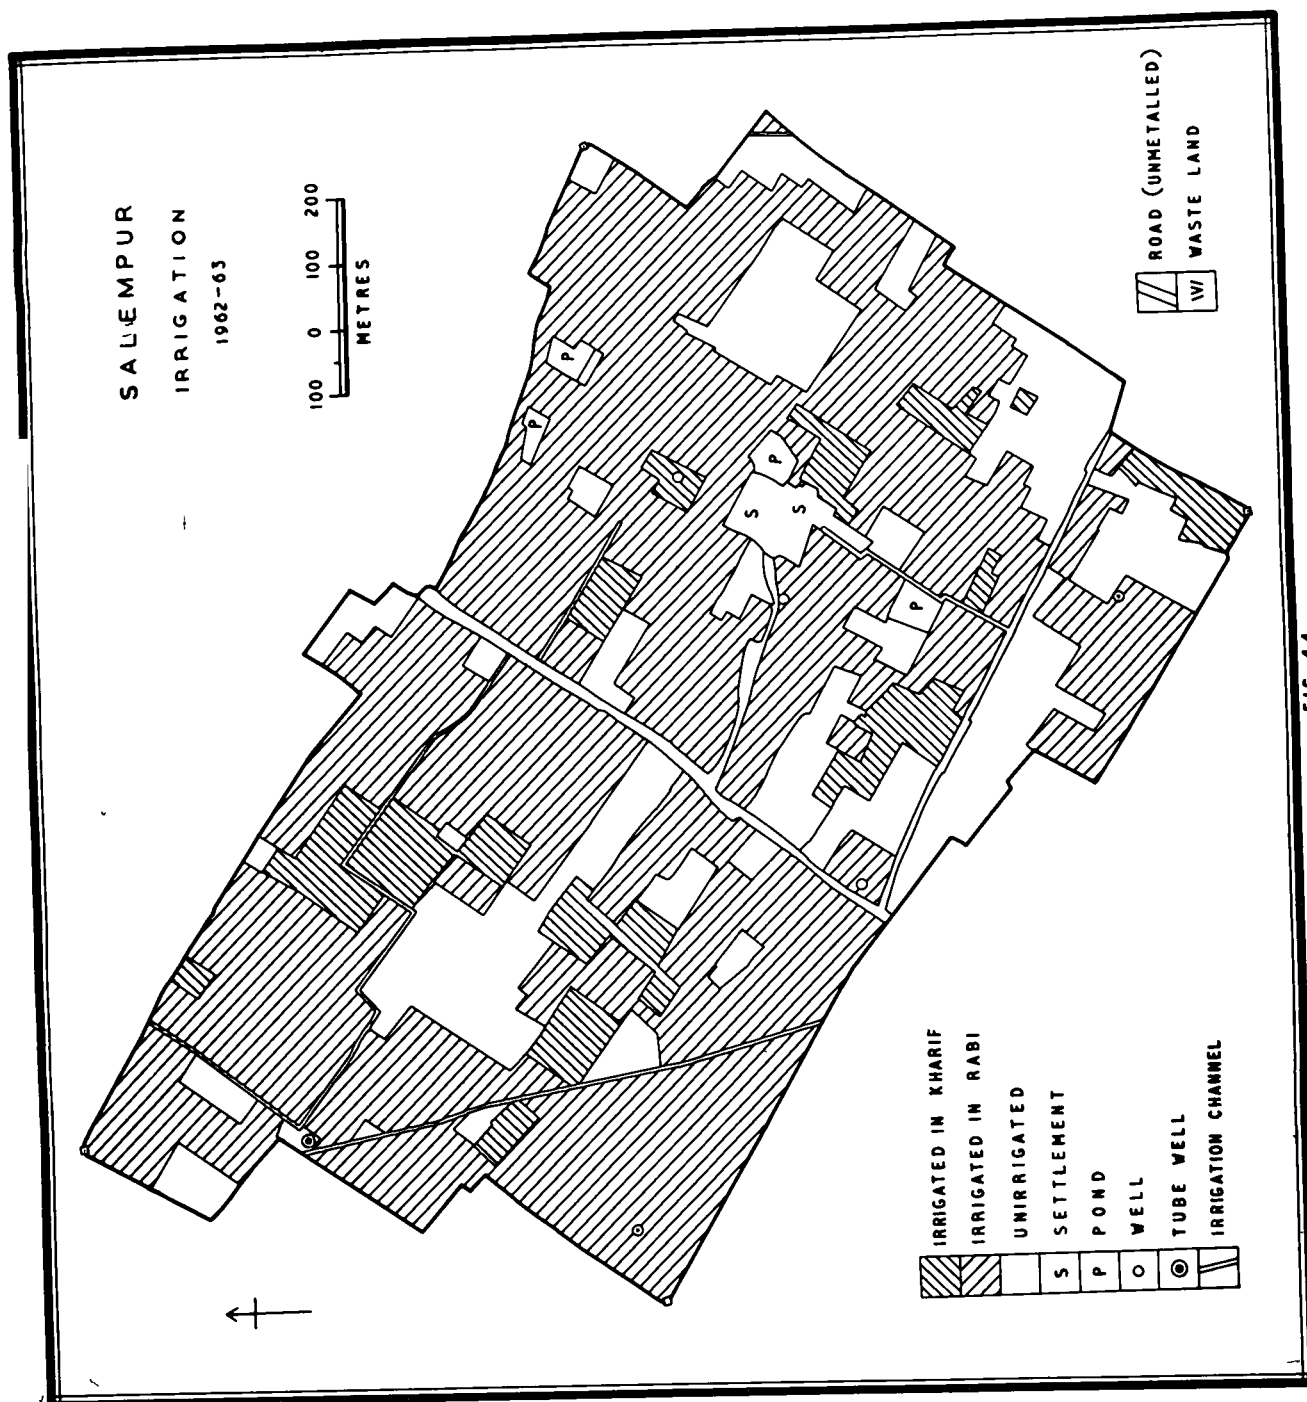 SALEMPUR
IRRIGATION
1962-63
100 0 100 200
METRES
P
P
P
S
S
P
IRRIGATED IN KHARIF
IRRIGATED IN RABI
UNIRRIGATED
S SETTLEMENT
P POND
WELL
TUBE WELL
IRRIGATION CHANNEL
ROAD (UNMETALLED)
W WASTE LAND